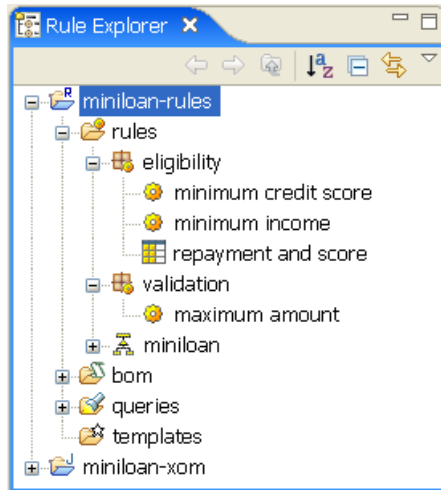 Rule Explorer
miniloan-rules
rules
eligibility
minimum credit score
minimum income
repayment and score
validation
maximum amount
miniloan
bom
queries
templates
miniloan-xom